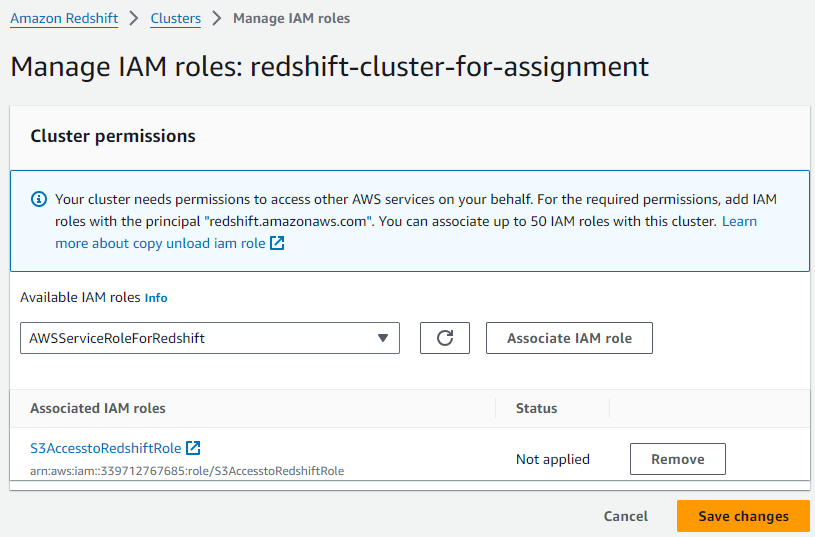 Amazon Redshift > Clusters > Manage IAM roles
Manage IAM roles: redshift-cluster-for-assignment
Cluster permissions
Your cluster needs permissions to access other AWS services on your behalf. For the required permissions, add IAM
roles with the principal "redshift.amazonaws.com". You can associate up to 50 IAM roles with this cluster. Learn
more about copy unload iam role
Available IAM roles Info
AWSServiceRoleForRedshift
Associate IAM role
Associated IAM roles Status
S3AccesstoRedshiftRole
arn:aws:iam::339712767685:role/S3AccesstoRedshiftRole
Not applied
Remove
Cancel
Save changes